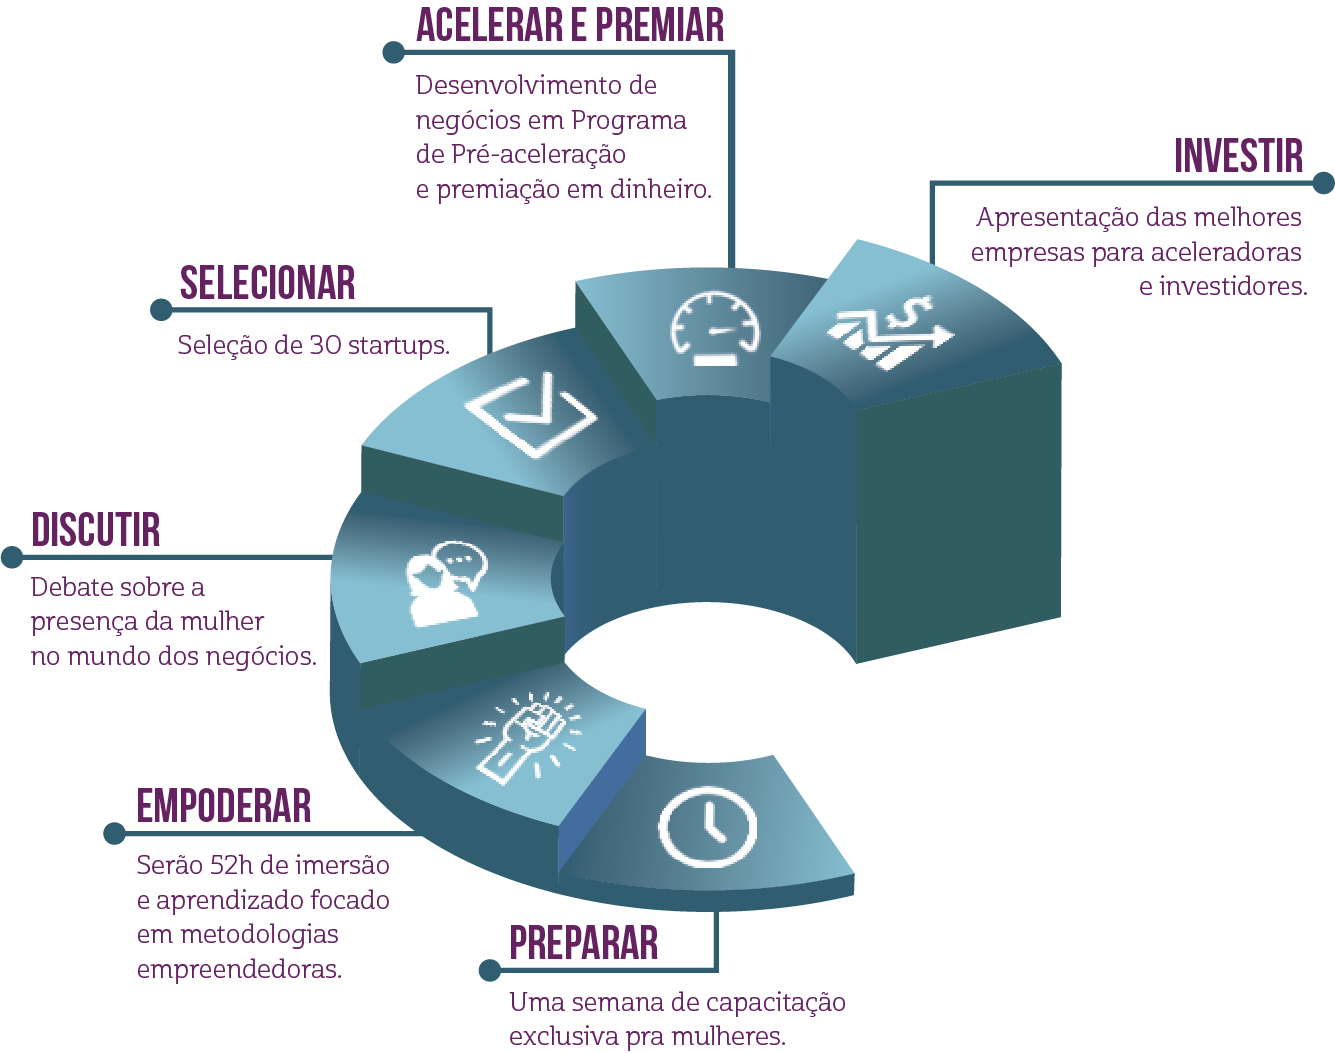 ACELERAR E PREMIAR
Desenvolvimento de
negócios em Programa
de Pré-aceleração
e premiação em dinheiro.
INVESTIR
Apresentação das melhores
empresas para aceleradoras
e investidores.
SELECIONAR
Seleção de 30 startups.
DISCUTIR
Debate sobre a
presença da mulher
no mundo dos negócios.
EMPODERAR
Serão 52h de imersão
e aprendizado focado
em metodologias
empreendedoras.
PREPARAR
Uma semana de capacitação
exclusiva pra mulheres.